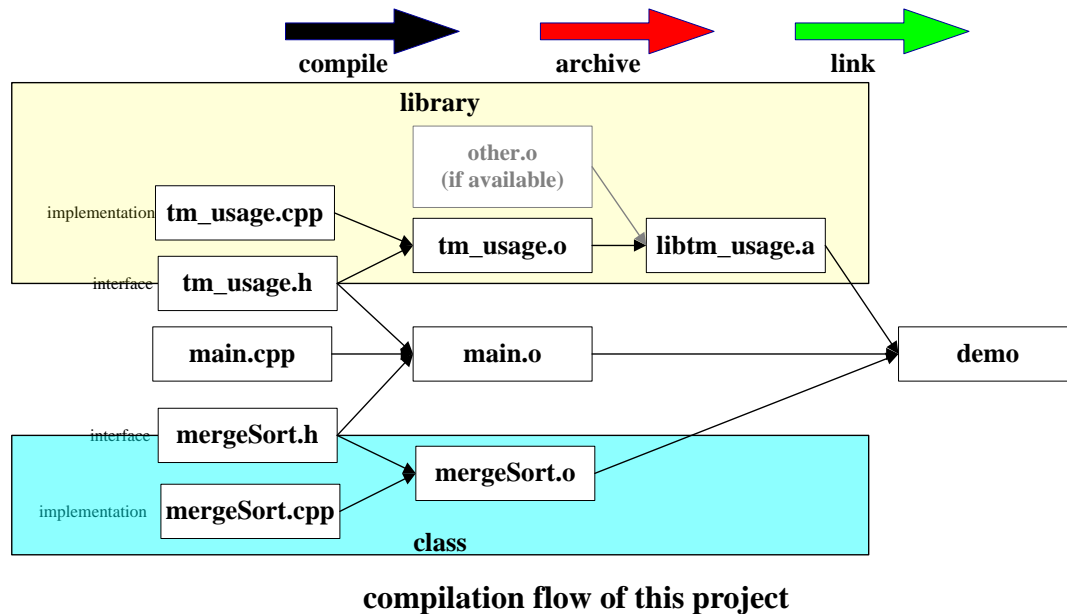 compile
archive
link
library
other.o
(if available)
implementation
tm_usage.cpp
tm_usage.o
libtm_usage.a
interface
tm_usage.h
main.cpp
main.o
demo
interface
mergeSort.h
mergeSort.o
implementation
mergeSort.cpp
class
compilation flow of this project